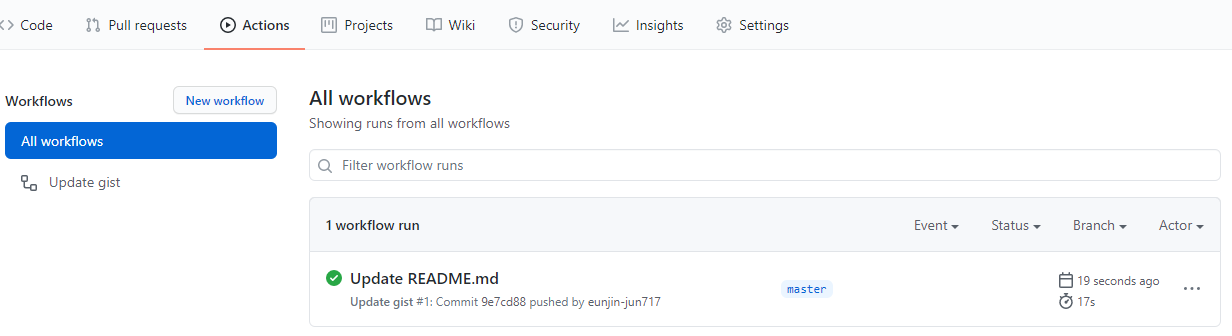 Code Pull requests Actions Projects Wiki Security Insights Settings
Workflows
New workflow
All workflows
Update gist
All workflows
Showing runs from all workflows
Filter workflow runs
1 workflow run Event Status Branch Actor
Update README.md
Update gist #1: Commit 9e7cd88 pushed by eunjin-jun717
master
19 seconds ago
17s